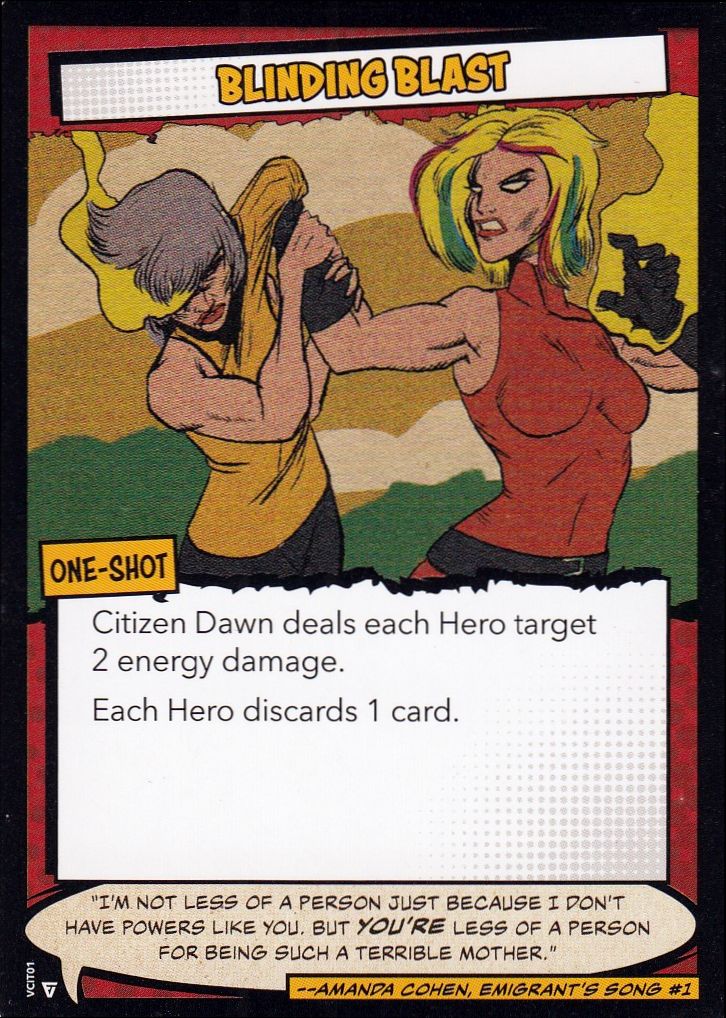 BLINDING BLAST
ONE-SHOT
Citizen Dawn deals each Hero target
2 energy damage.
Each Hero discards 1 card.
"I'M NOT LESS OF A PERSON JUST BECAUSE I DON'T
HAVE POWERS LIKE YOU. BUT YOU'RE LESS OF A PERSON
FOR BEING SUCH A TERRIBLE MOTHER."
--AMANDA COHEN, EMIGRANT'S SONG #1
VCIT01